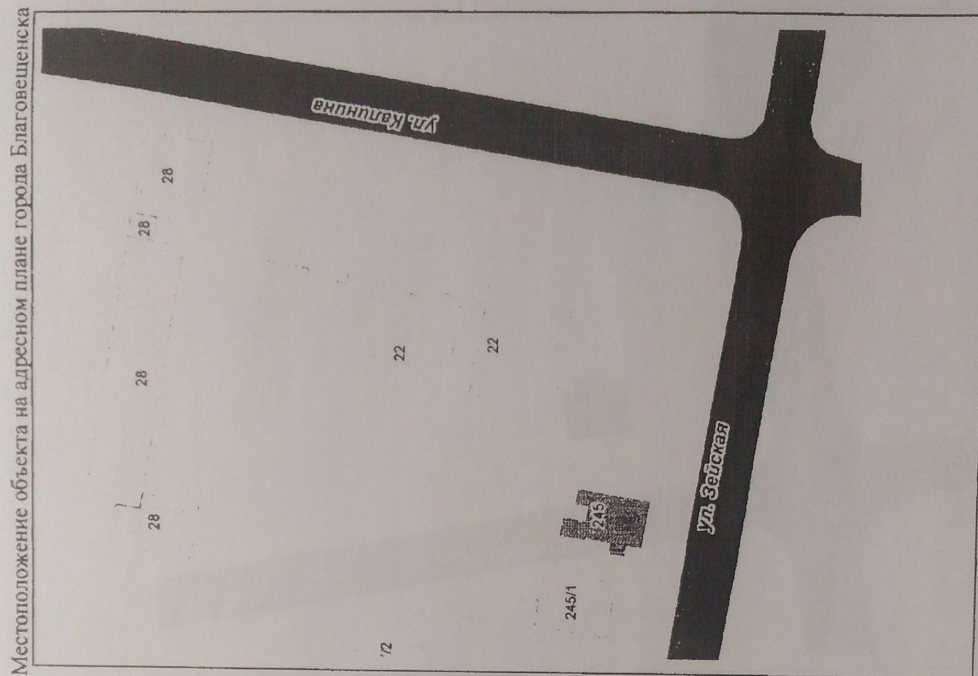 Местоположение объекта на адресном плане города Благовещенска
ул. Калинина
28
28
28
28
22
22
245
245/1
ул. Зейская